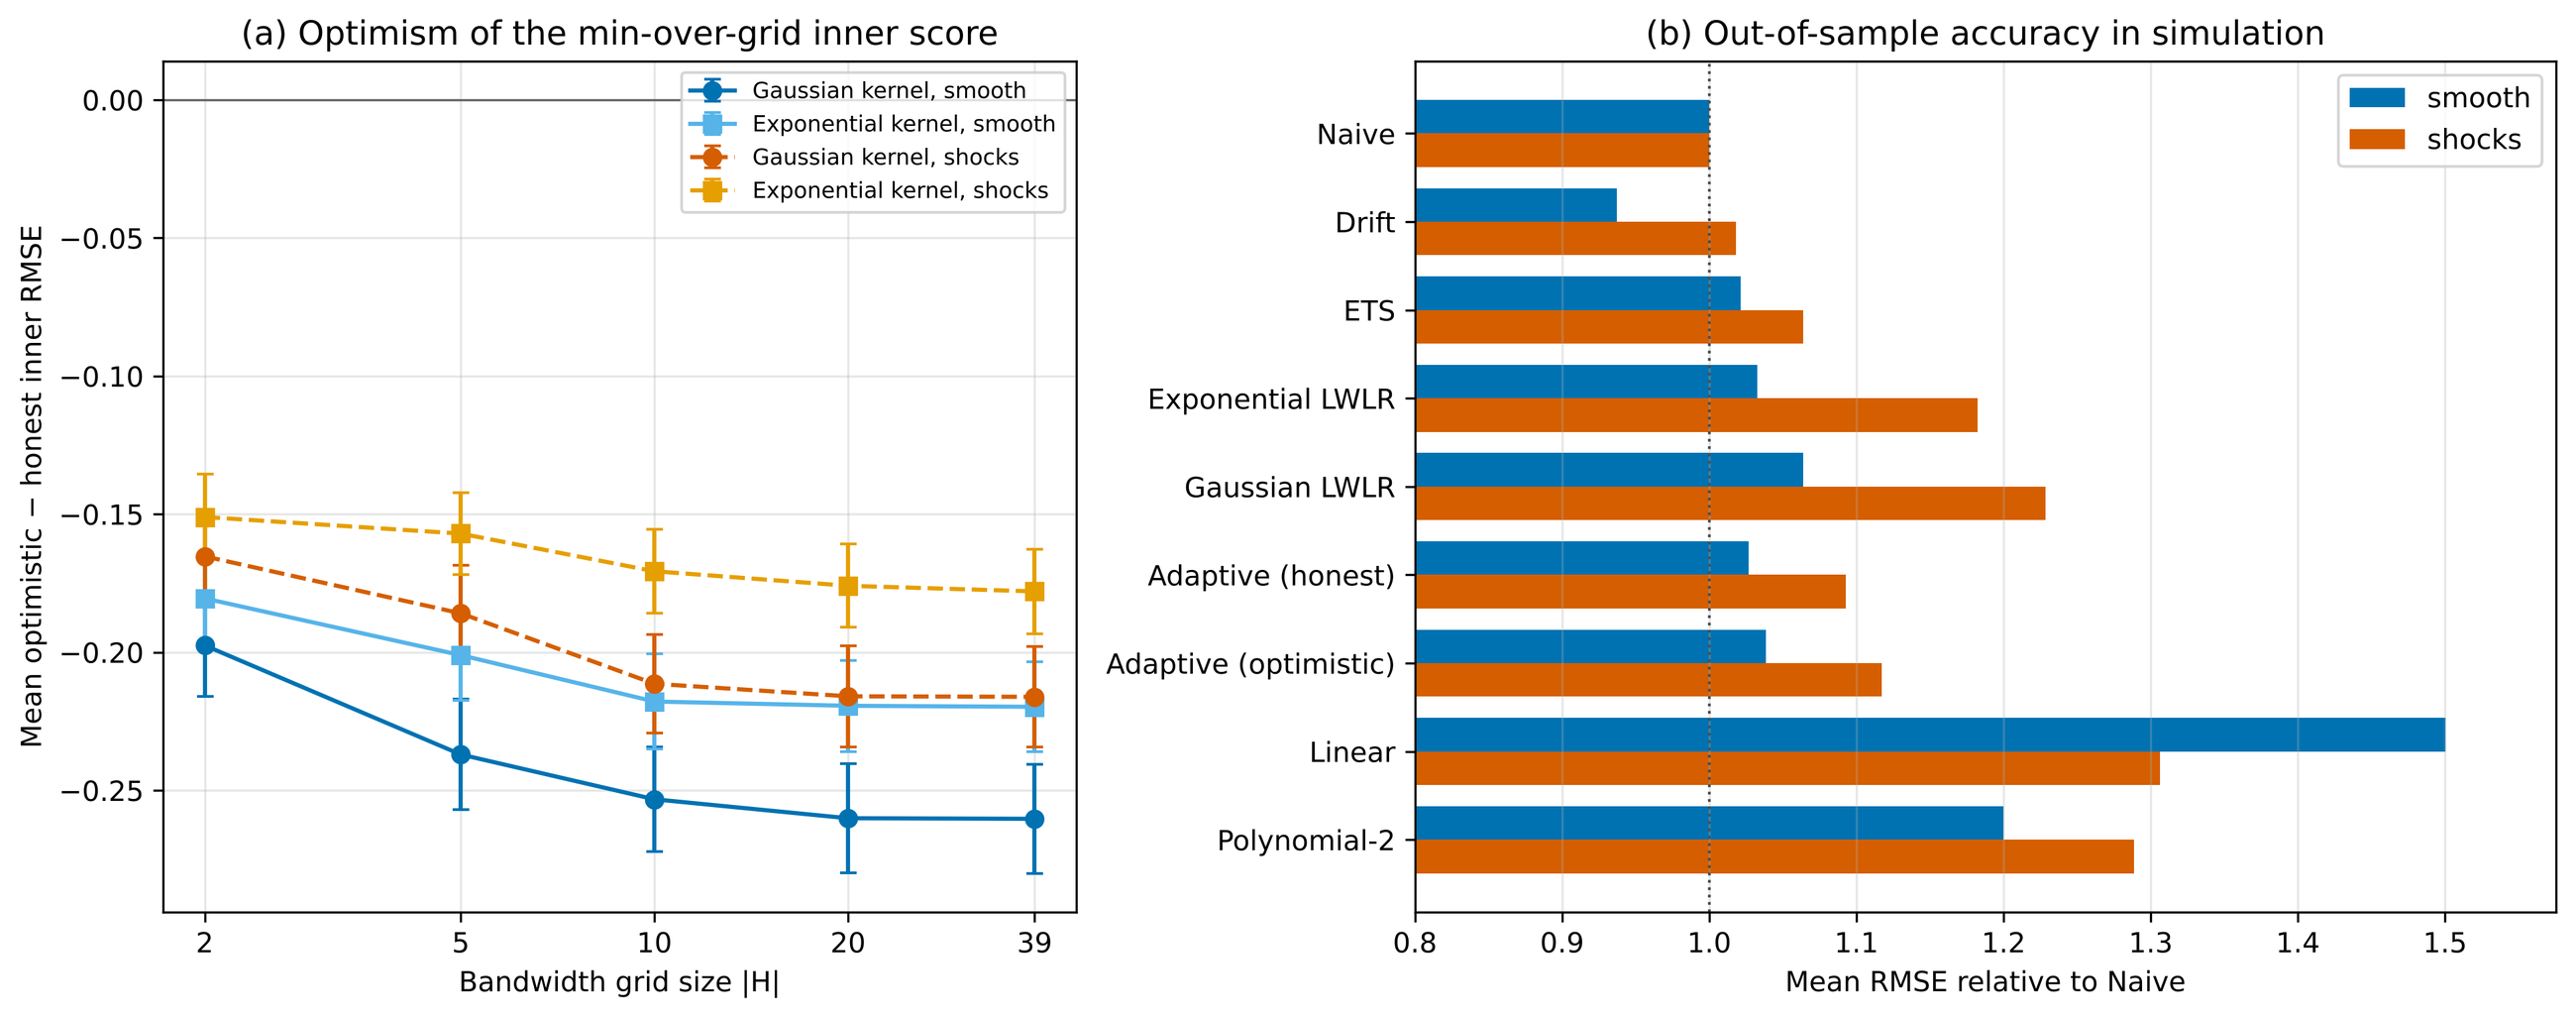 (a) Optimism of the min-over-grid inner score
Mean optimistic − honest inner RMSE
0.00
−0.05
−0.10
−0.15
−0.20
−0.25
Gaussian kernel, smooth
Exponential kernel, smooth
Gaussian kernel, shocks
Exponential kernel, shocks
2 5 10 20 39
Bandwidth grid size |H|
(b) Out-of-sample accuracy in simulation
smooth
shocks
Naive
Drift
ETS
Exponential LWLR
Gaussian LWLR
Adaptive (honest)
Adaptive (optimistic)
Linear
Polynomial-2
0.8 0.9 1.0 1.1 1.2 1.3 1.4 1.5
Mean RMSE relative to Naive